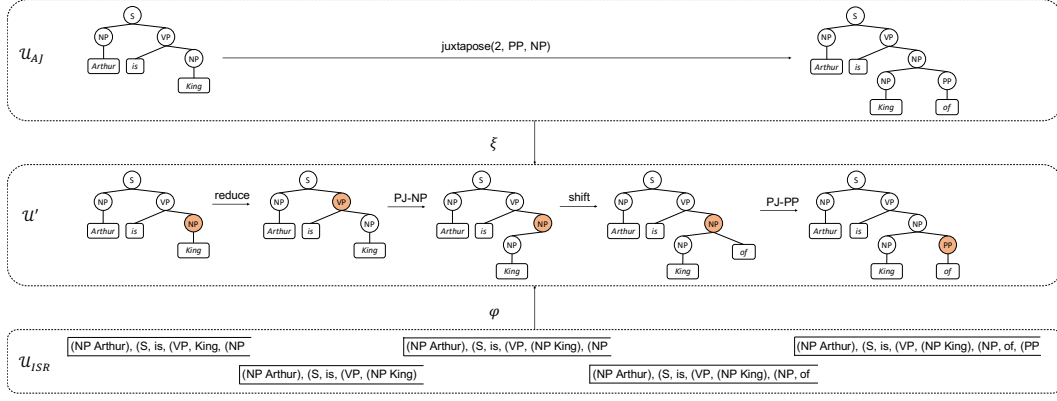 S
NP
VP
Arthur
is
NP
King
𝒰_AJ
juxtapose(2, PP, NP)
S
NP
VP
Arthur
is
NP
NP
PP
King
of
ξ
𝒰′
S
NP
VP
Arthur
is
NP
King
reduce
S
NP
VP
Arthur
is
NP
King
PJ-NP
S
NP
VP
Arthur
is
NP
NP
King
shift
S
NP
VP
Arthur
is
NP
NP
of
King
PJ-PP
S
NP
VP
Arthur
is
NP
NP
PP
King
of
φ
𝒰_ISR
(NP Arthur), (S, is, (VP, King, (NP
(NP Arthur), (S, is, (VP, (NP King), (NP
(NP Arthur), (S, is, (VP, (NP King), (NP, of, (PP
(NP Arthur), (S, is, (VP, (NP King)
(NP Arthur), (S, is, (VP, (NP King), (NP, of